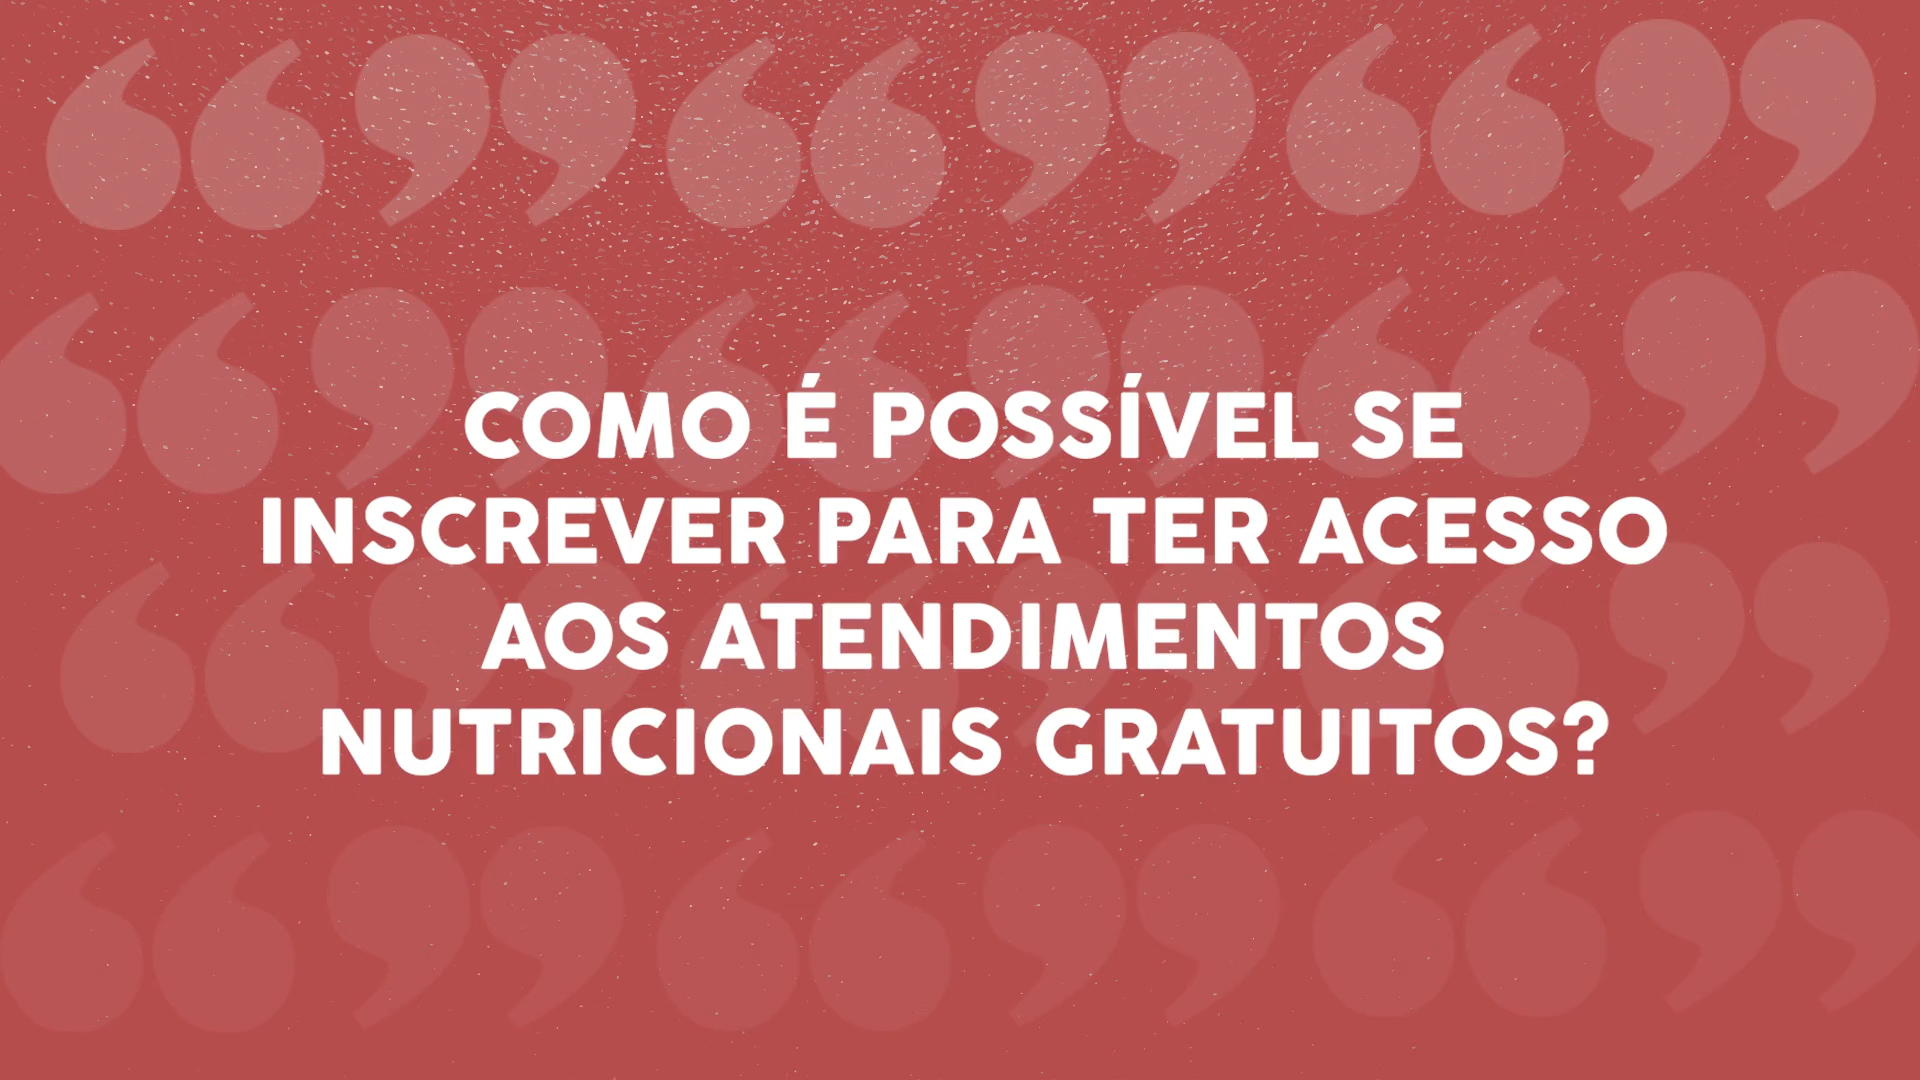 COMO É POSSÍVEL SE
INSCREVER PARA TER ACESSO
AOS ATENDIMENTOS
NUTRICIONAIS GRATUITOS?